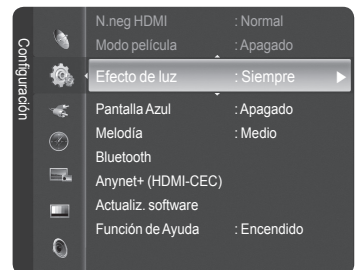 Configuración
N.neg HDMI : Normal
Modo película : Apagado
Efecto de luz : Siempre
Pantalla Azul : Apagado
Melodía : Medio
Bluetooth
Anynet+ (HDMI-CEC)
Actualiz. software
Función de Ayuda : Encendido